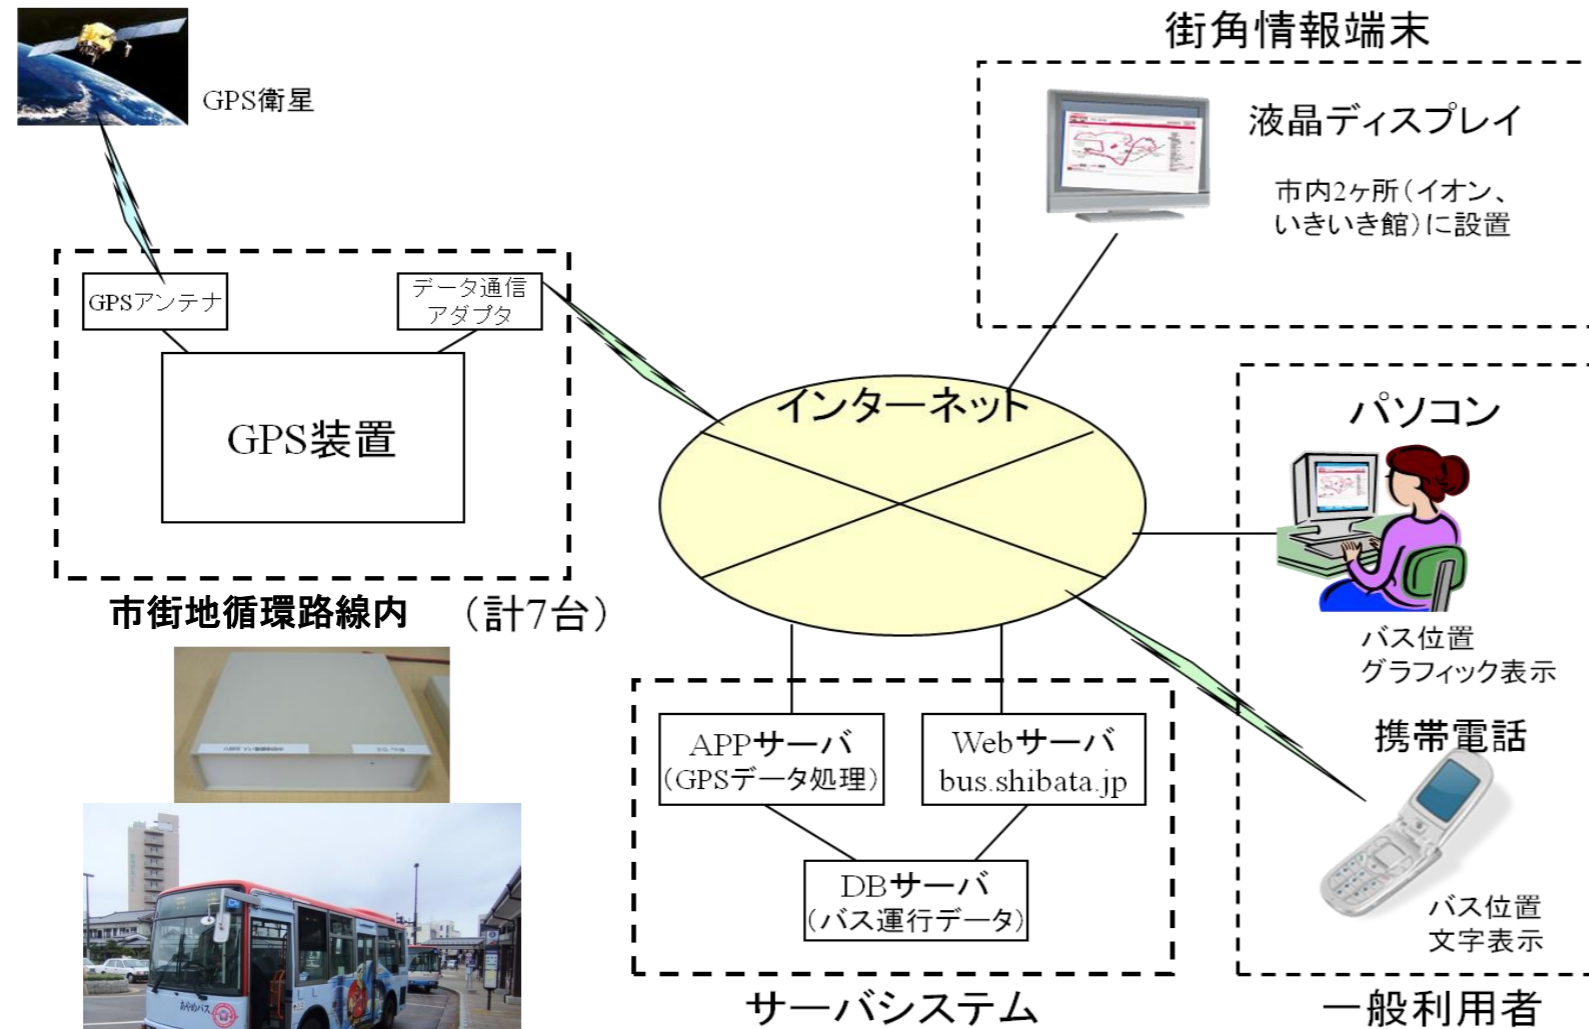 街角情報端末
GPS衛星
液晶ディスプレイ
市内2ヶ所(イオン、
いきいき館)に設置
GPSアンテナ
データ通信
アダプタ
GPS装置
インターネット
パソコン
バス位置
グラフィック表示
市街地循環路線内 (計7台)
APPサーバ
(GPSデータ処理)
Webサーバ
bus.shibata.jp
DBサーバ
(バス運行データ)
携帯電話
バス位置
文字表示
あやめバス
サーバシステム
一般利用者